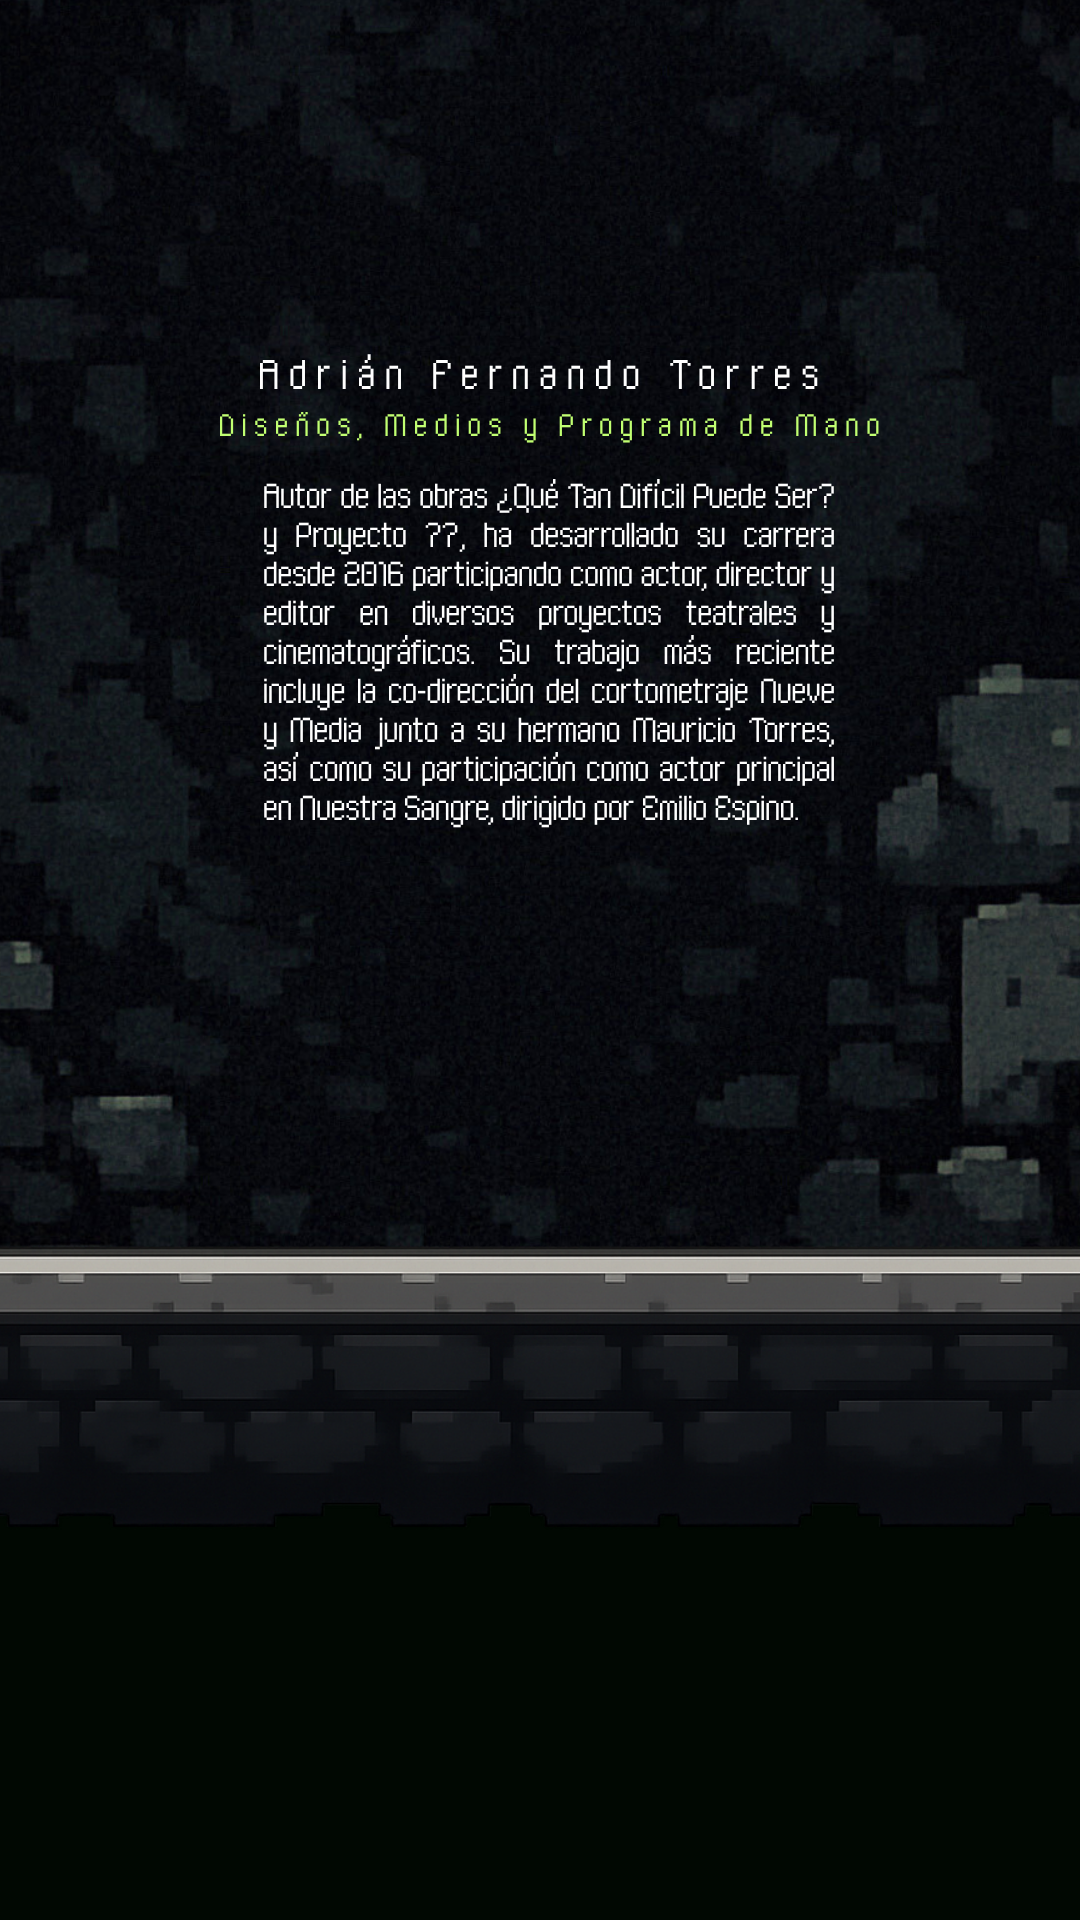 Adrián Fernando Torres
Diseños, Medios y Programa de Mano
Autor de las obras ¿Qué Tan Difícil Puede Ser?
y Proyecto 77, ha desarrollado su carrera
desde 2016 participando como actor, director y
editor en diversos proyectos teatrales y
cinematográficos. Su trabajo más reciente
incluye la co-dirección del cortometraje Nueve
y Media junto a su hermano Mauricio Torres,
así como su participación como actor principal
en Nuestra Sangre, dirigido por Emilio Espino.